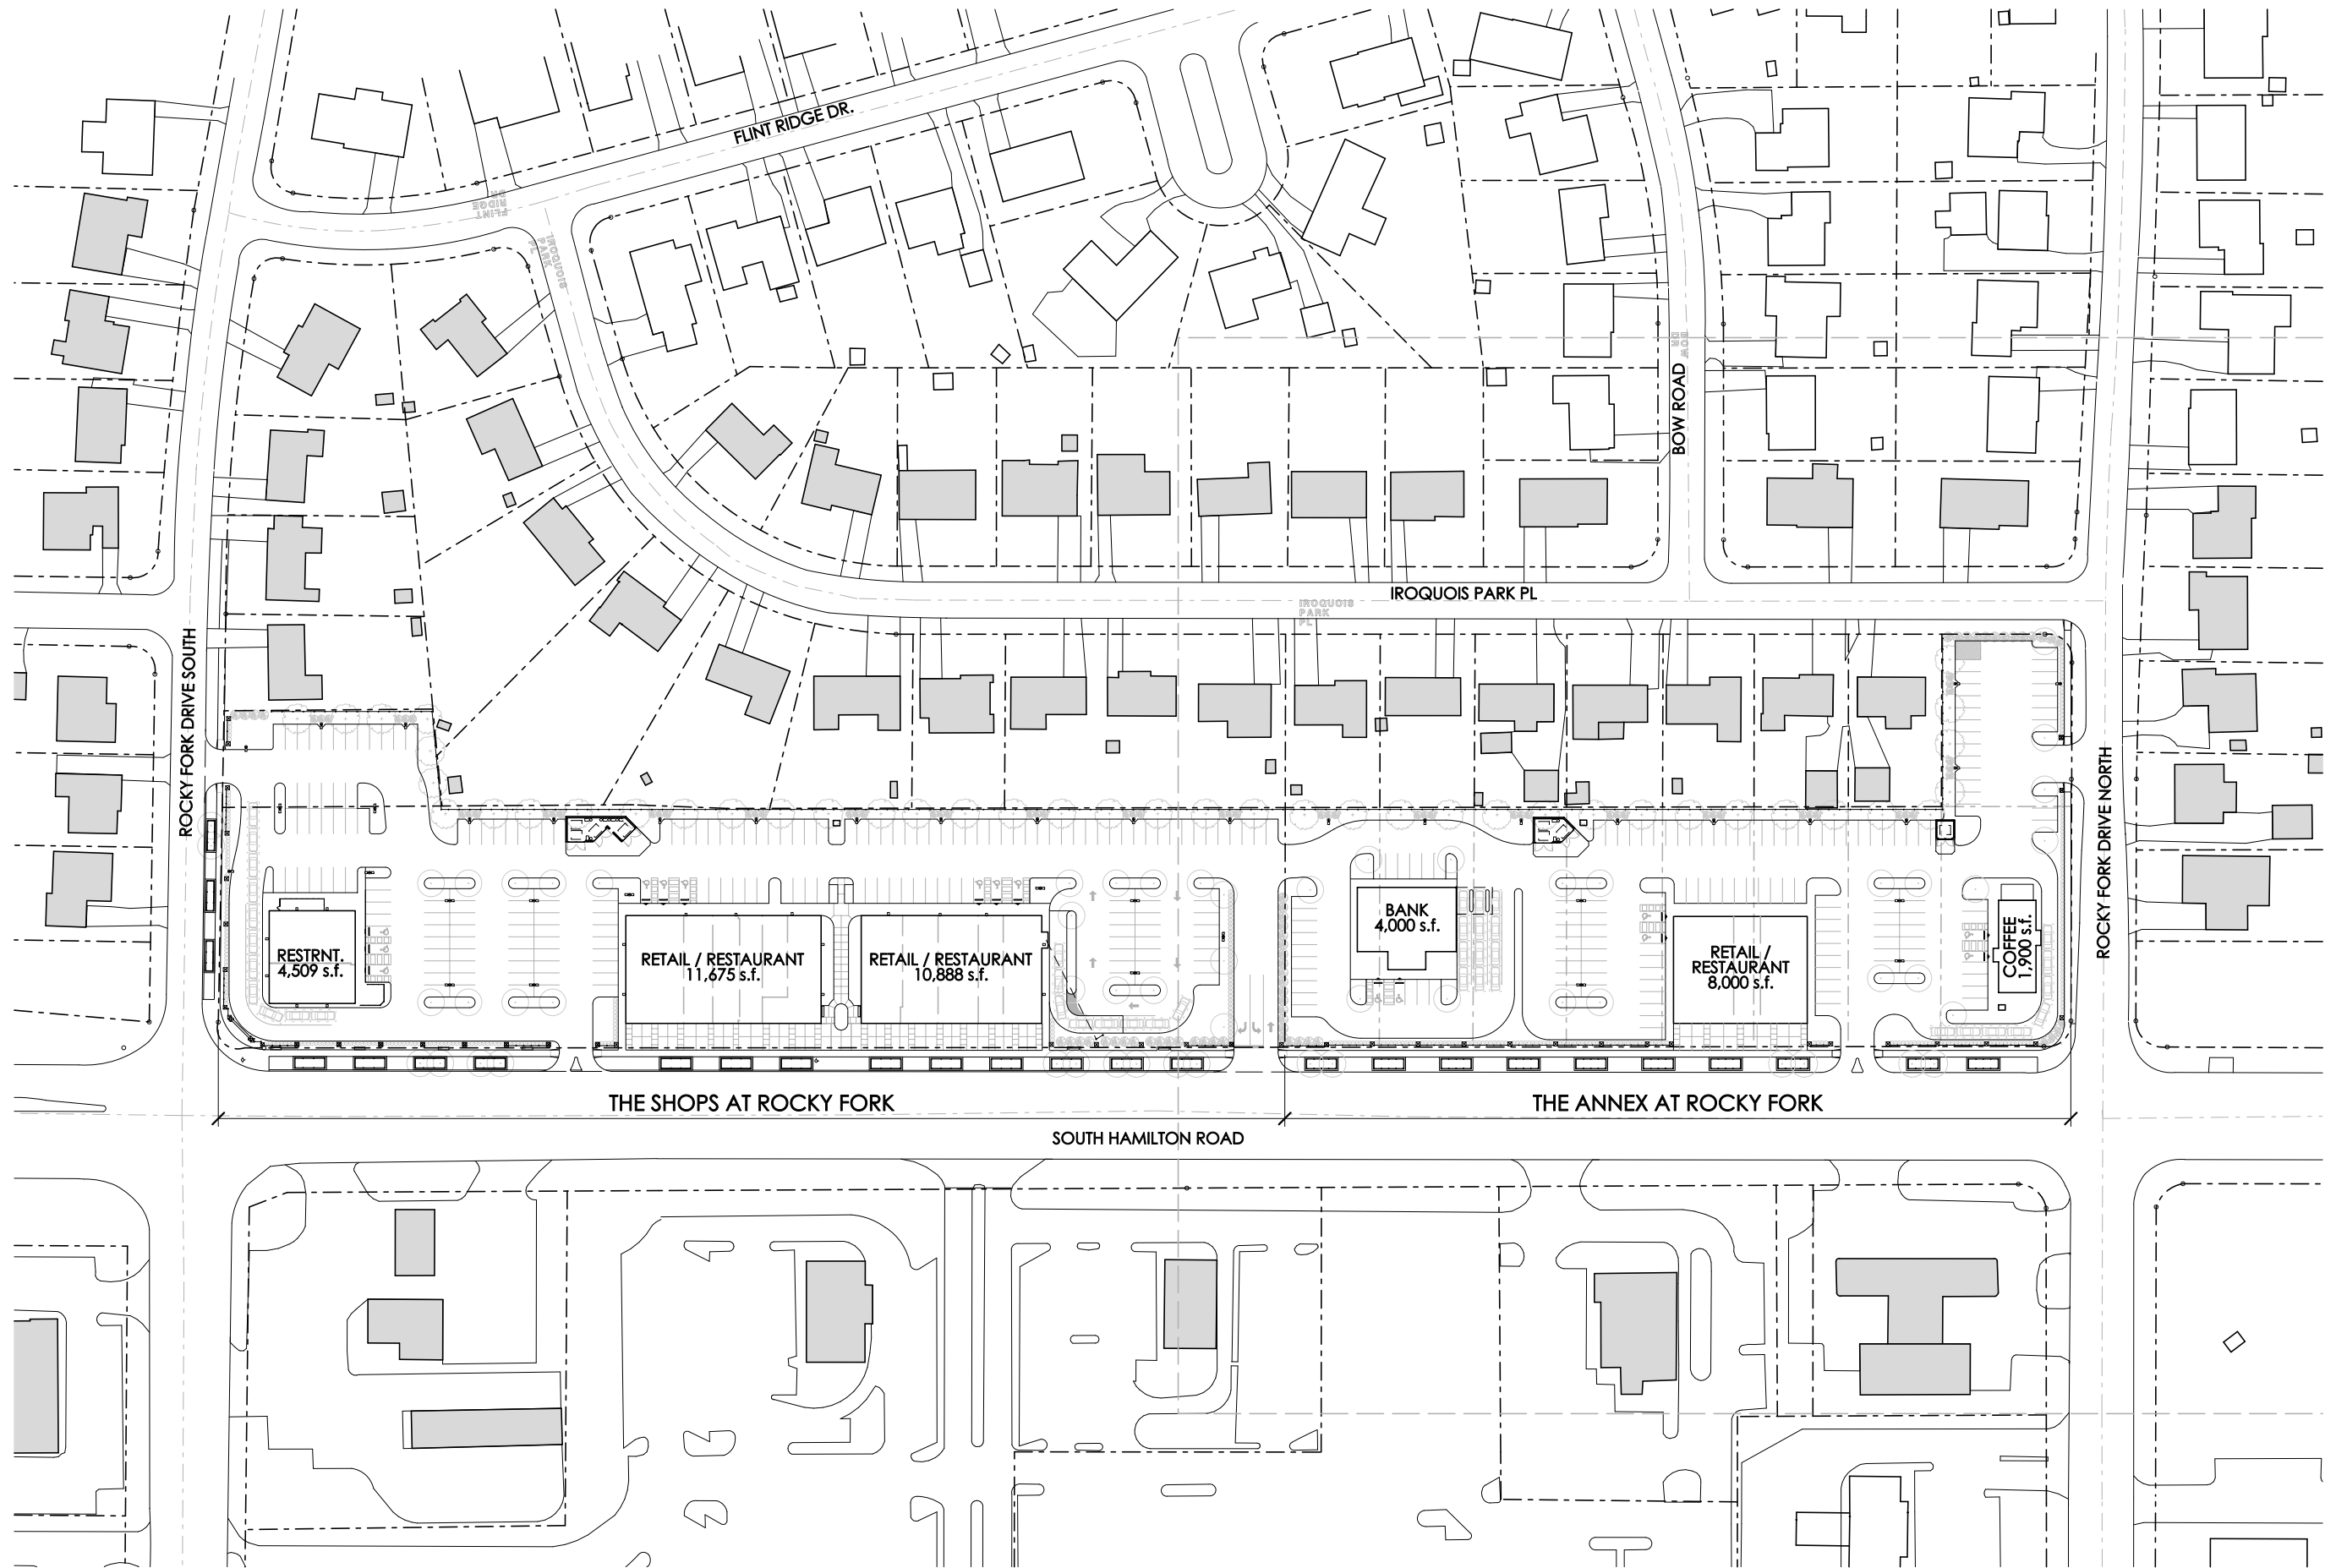 FLINT RIDGE DR.
FLINT
RIDGE
DR
IROQUOIS
PARK
PL
BOW
DR
BOW ROAD
IROQUOIS PARK PL
IROQUOIS
PARK
PL
ROCKY FORK DRIVE SOUTH
ROCKY FORK DRIVE NORTH
RESTRNT.
4,509 s.f.
RETAIL / RESTAURANT
11,675 s.f.
RETAIL / RESTAURANT
10,888 s.f.
BANK
4,000 s.f.
RETAIL /
RESTAURANT
8,000 s.f.
COFFEE
1,900 s.f.
THE SHOPS AT ROCKY FORK
THE ANNEX AT ROCKY FORK
SOUTH HAMILTON ROAD